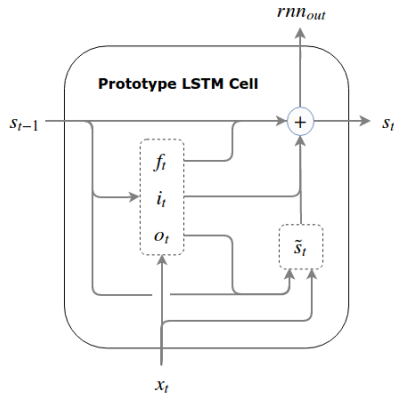 rnn_out
Prototype LSTM Cell
s_{t−1}
+
s_t
f_t
i_t
o_t
s̃_t
x_t